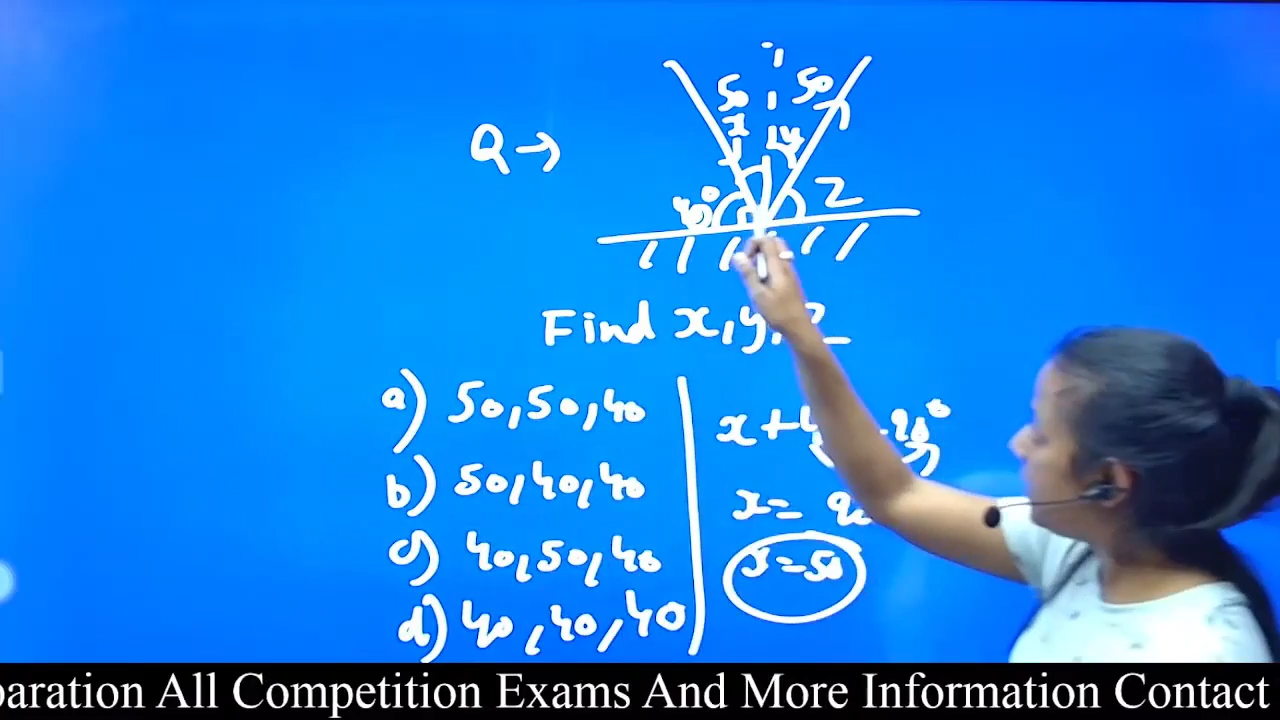 50 50
x y
Q →
40° Z
Find x, y, Z
a) 50, 50, 40
b) 50, 40, 40
c) 40, 50, 40
d) 40, 40, 40
x +
x =
= 50
paration All Competition Exams And More Information Contact